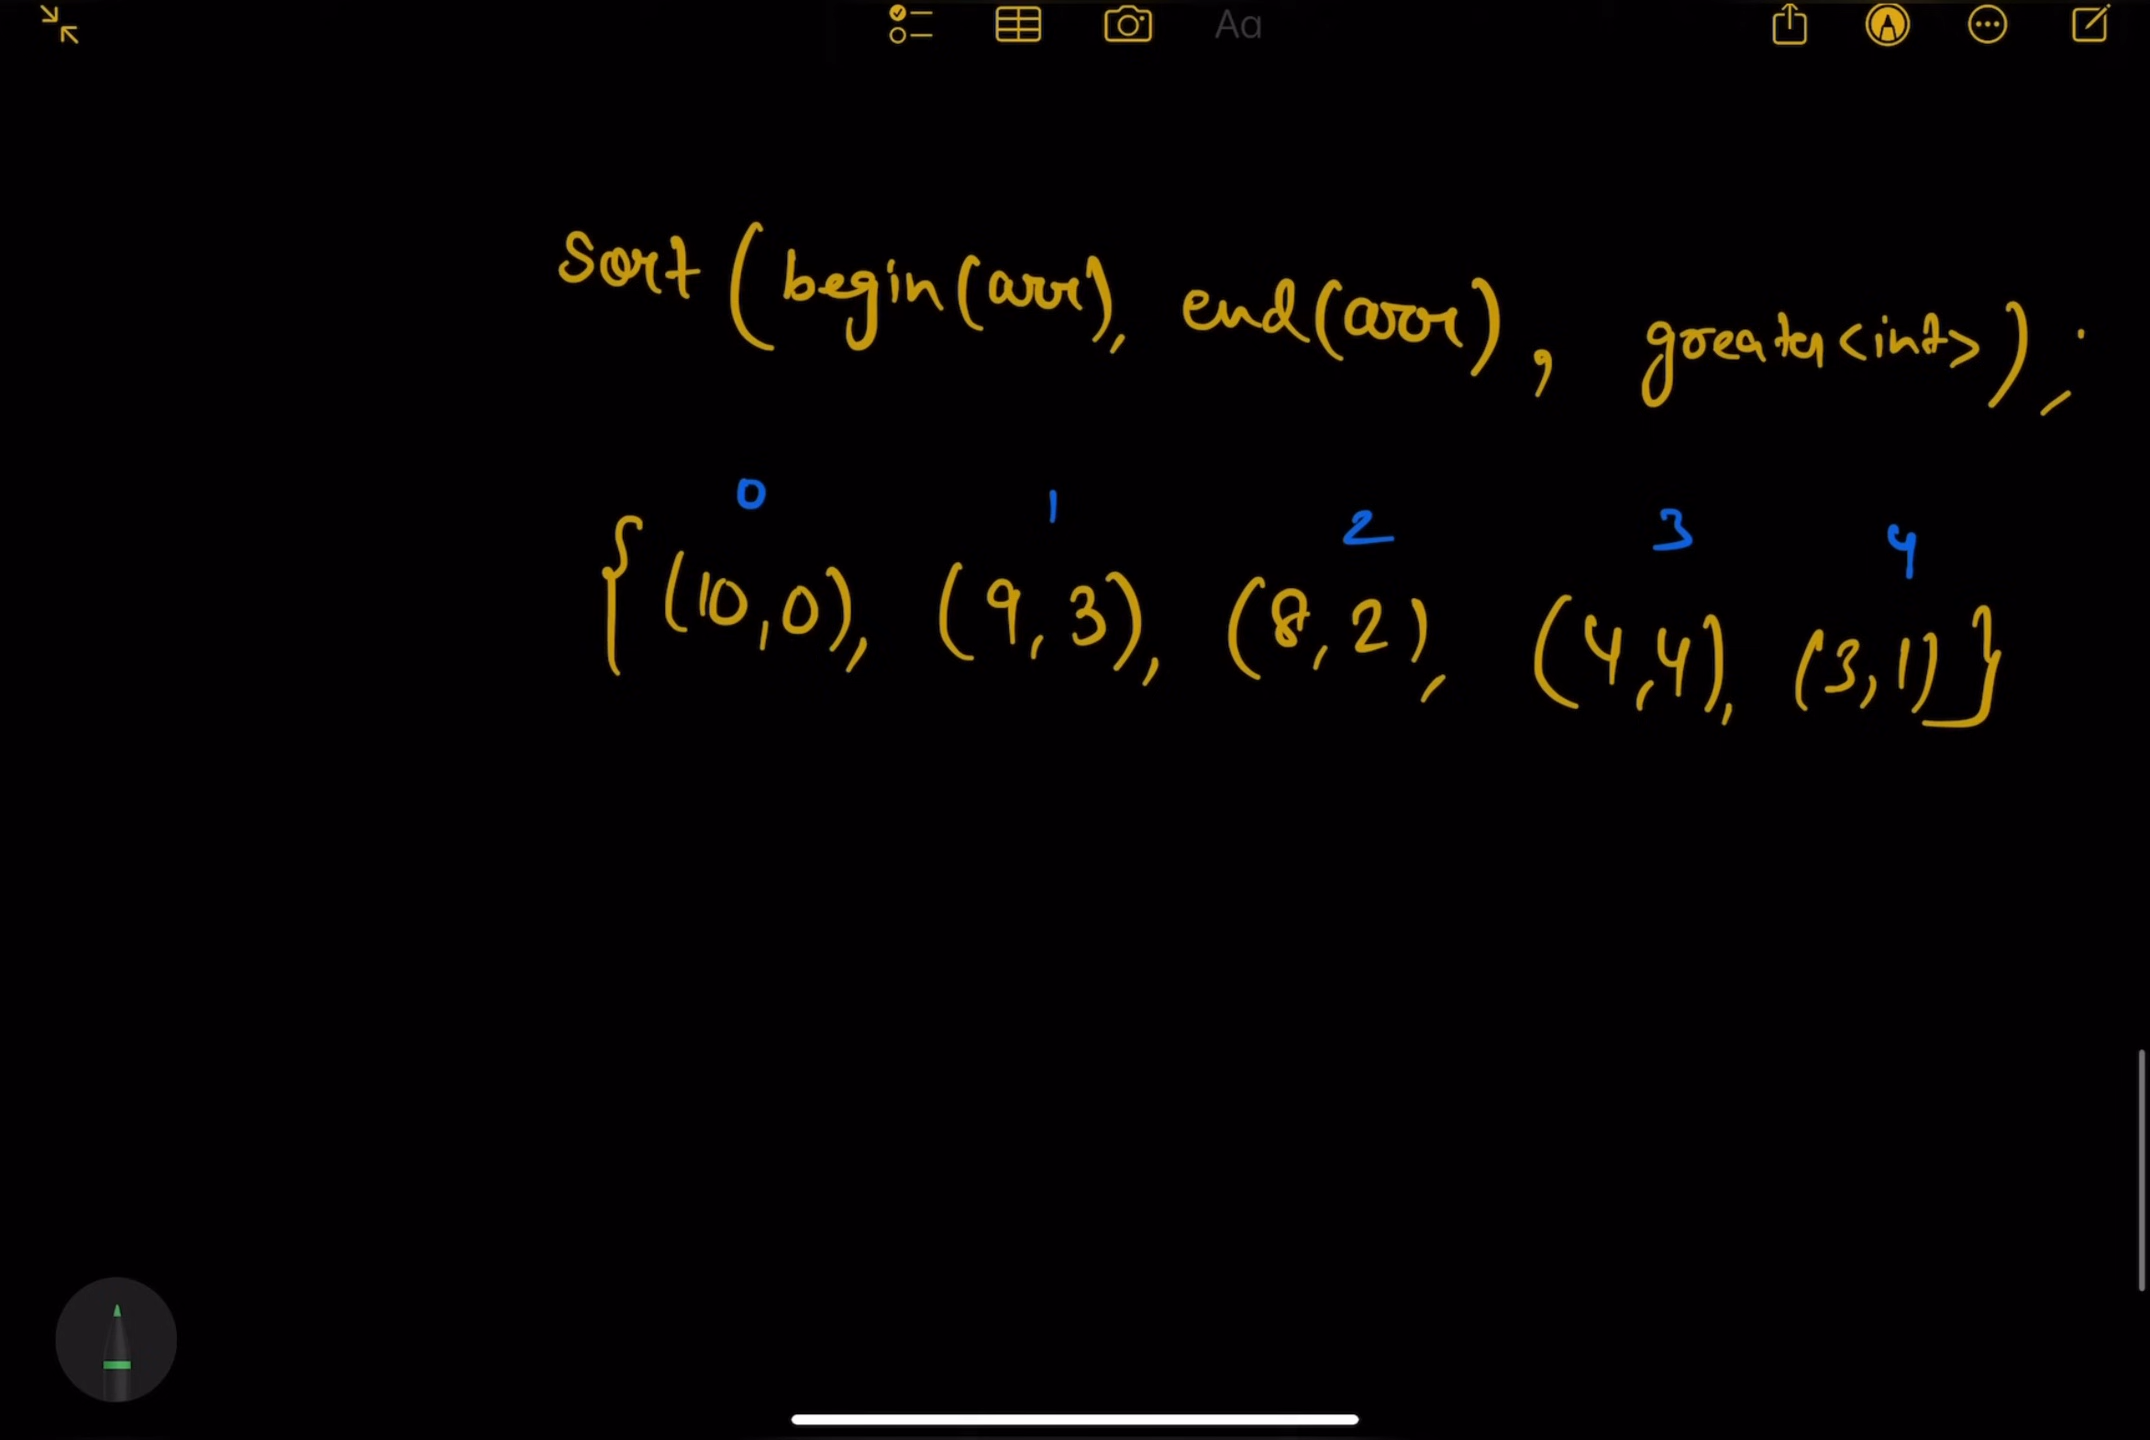 Aa
sort (begin(arr), end(arr), greater<int>);
0 1 2 3 4
{(10,0), (9,3), (8,2), (4,4), (3,1)}